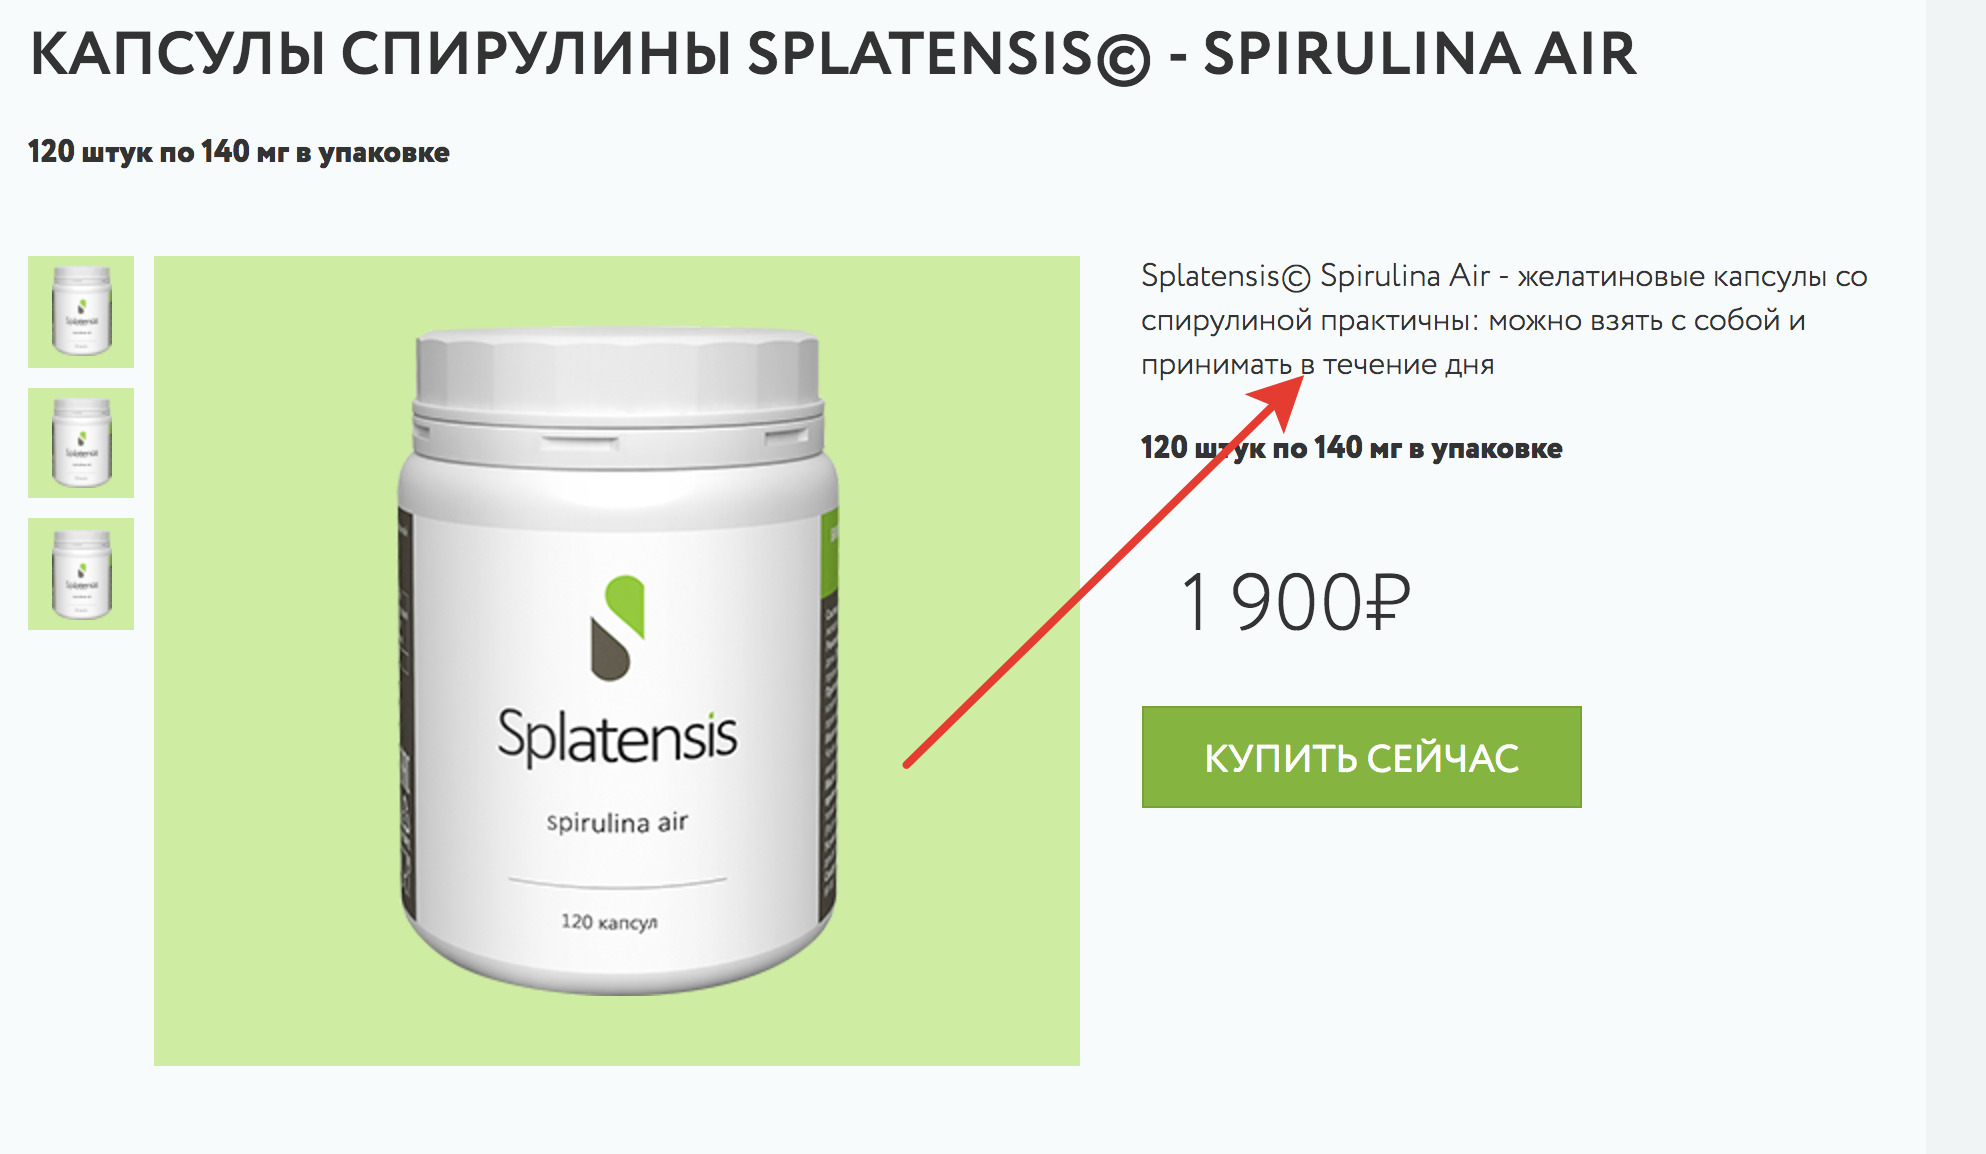 КАПСУЛЫ СПИРУЛИНЫ SPLATENSIS© - SPIRULINA AIR
120 штук по 140 мг в упаковке
Splatensis© Spirulina Air - желатиновые капсулы со
спирулиной практичны: можно взять с собой и
принимать в течение дня
120 штук по 140 мг в упаковке
1 900₽
КУПИТЬ СЕЙЧАС
Splatensis
spirulina air
120 капсул